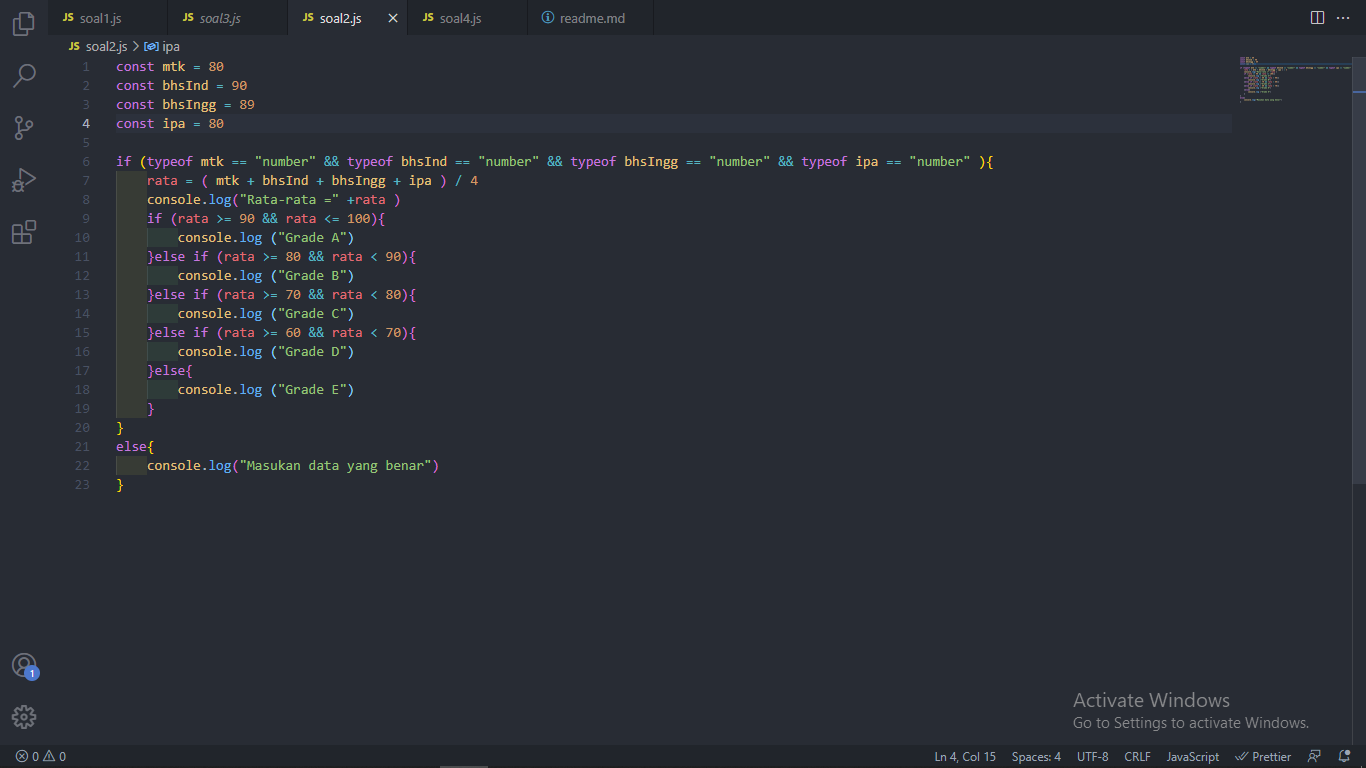 JS soal1.js JS soal3.js JS soal2.js JS soal4.js readme.md
JS soal2.js > ipa
1 const mtk = 80
2 const bhsInd = 90
3 const bhsIngg = 89
4 const ipa = 80
5
6 if (typeof mtk == "number" && typeof bhsInd == "number" && typeof bhsIngg == "number" && typeof ipa == "number" ){
7 rata = ( mtk + bhsInd + bhsIngg + ipa ) / 4
8 console.log("Rata-rata =" +rata )
9 if (rata >= 90 && rata <= 100){
10 console.log ("Grade A")
11 }else if (rata >= 80 && rata < 90){
12 console.log ("Grade B")
13 }else if (rata >= 70 && rata < 80){
14 console.log ("Grade C")
15 }else if (rata >= 60 && rata < 70){
16 console.log ("Grade D")
17 }else{
18 console.log ("Grade E")
19 }
20 }
21 else{
22 console.log("Masukan data yang benar")
23 }
1
Activate Windows
Go to Settings to activate Windows.
0 0 Ln 4, Col 15 Spaces: 4 UTF-8 CRLF JavaScript Prettier